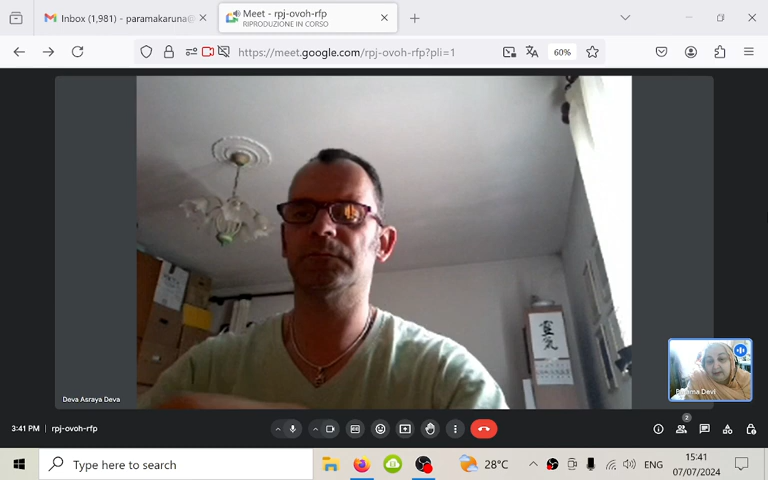 Inbox (1,981) - paramakaruna@
Meet - rpj-ovoh-rfp
RIPRODUZIONE IN CORSO
https://meet.google.com/rpj-ovoh-rfp?pli=1
60%
靈氣
Deva Asraya Deva
Parama Devi
3:41 PM | rpj-ovoh-rfp
2
Type here to search
28°C
ENG
15:41
07/07/2024